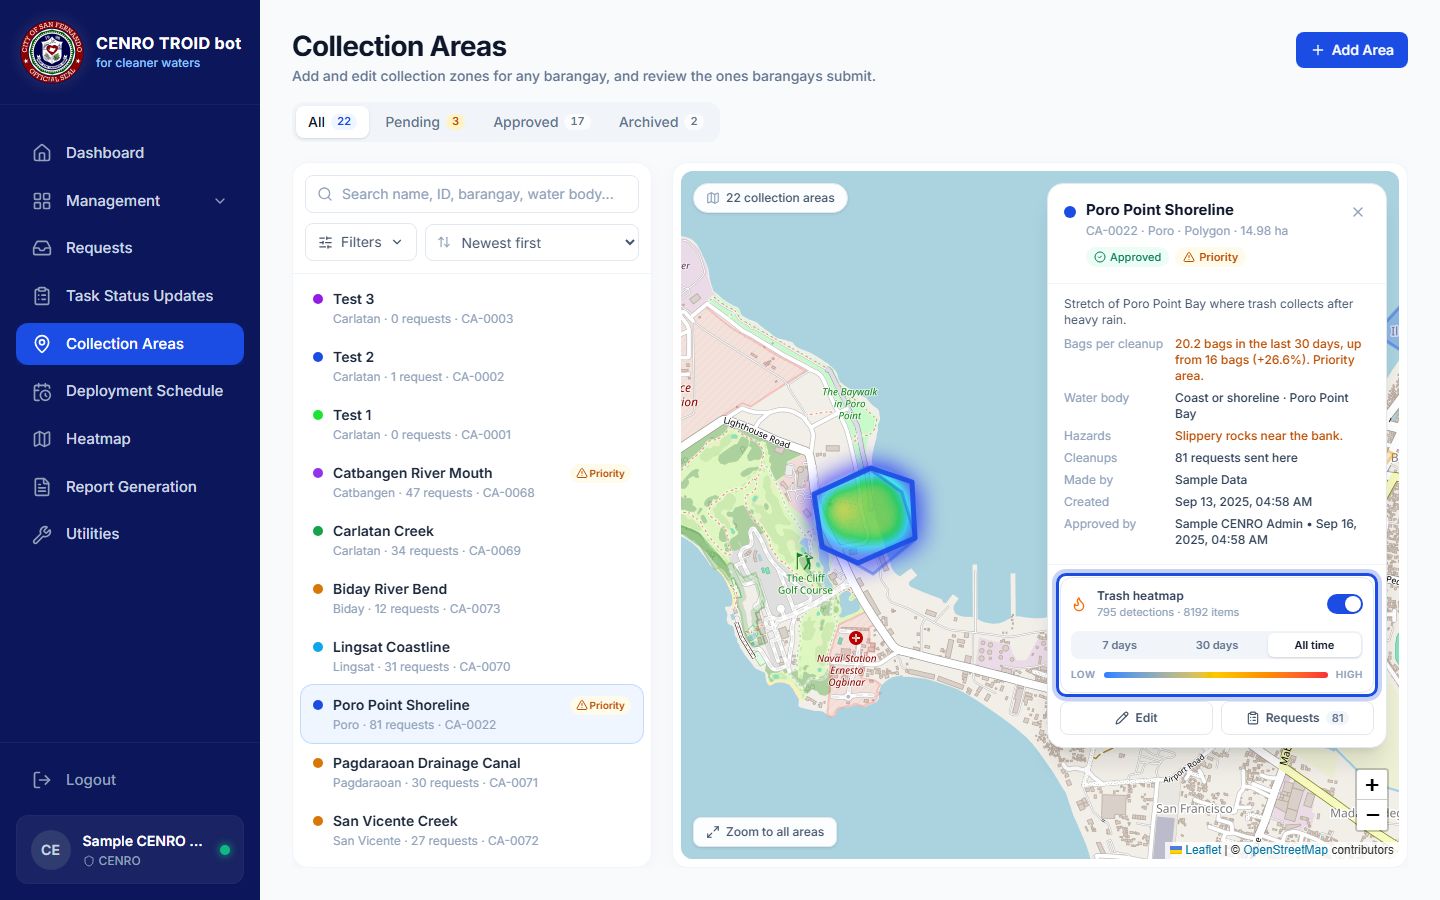 CITY OF SAN FERNANDO
OFFICIAL SEAL
CENRO TROID bot
for cleaner waters
Dashboard
Management
Requests
Task Status Updates
Collection Areas
Deployment Schedule
Heatmap
Report Generation
Utilities
Logout
CE
Sample CENRO ...
CENRO
Collection Areas
Add and edit collection zones for any barangay, and review the ones barangays submit.
Add Area
All 22
Pending 3
Approved 17
Archived 2
Search name, ID, barangay, water body...
Filters
Newest first
Test 3
Carlatan · 0 requests · CA-0003
Test 2
Carlatan · 1 request · CA-0002
Test 1
Carlatan · 0 requests · CA-0001
Catbangen River Mouth
Priority
Catbangen · 47 requests · CA-0068
Carlatan Creek
Carlatan · 34 requests · CA-0069
Biday River Bend
Biday · 12 requests · CA-0073
Lingsat Coastline
Lingsat · 31 requests · CA-0070
Poro Point Shoreline
Priority
Poro · 81 requests · CA-0022
Pagdaraoan Drainage Canal
Pagdaraoan · 30 requests · CA-0071
San Vicente Creek
San Vicente · 27 requests · CA-0072
22 collection areas
er
ce
ion
The Baywalk
in Poro
Point
Lighthouse Road
The Cliff
Golf Course
Naval Station
Ernesto
Ogbinar
Airport Road
San Francisco
Poro Point Shoreline
CA-0022 · Poro · Polygon · 14.98 ha
Approved
Priority
Stretch of Poro Point Bay where trash collects after
heavy rain.
Bags per cleanup
20.2 bags in the last 30 days, up
from 16 bags (+26.6%). Priority
area.
Water body
Coast or shoreline · Poro Point
Bay
Hazards
Slippery rocks near the bank.
Cleanups
81 requests sent here
Made by
Sample Data
Created
Sep 13, 2025, 04:58 AM
Approved by
Sample CENRO Admin • Sep 16,
2025, 04:58 AM
Trash heatmap
795 detections · 8192 items
7 days
30 days
All time
LOW
HIGH
Edit
Requests 81
+
−
Zoom to all areas
Leaflet | © OpenStreetMap contributors